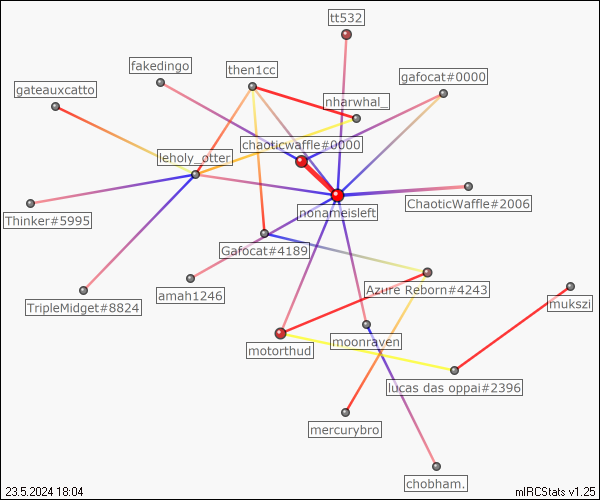 tt532
fakedingo
then1cc
gafocat#0000
gateauxcatto
nharwhal_
chaoticwaffle#0000
leholy_otter
ChaoticWaffle#2006
nonameisleft
Thinker#5995
Gafocat#4189
Azure Reborn#4243
amah1246
TripleMidget#8824
mukszi
moonraven
motorthud
lucas das oppai#2396
mercurybro
chobham.
23.5.2024 18:04
mIRCStats v1.25